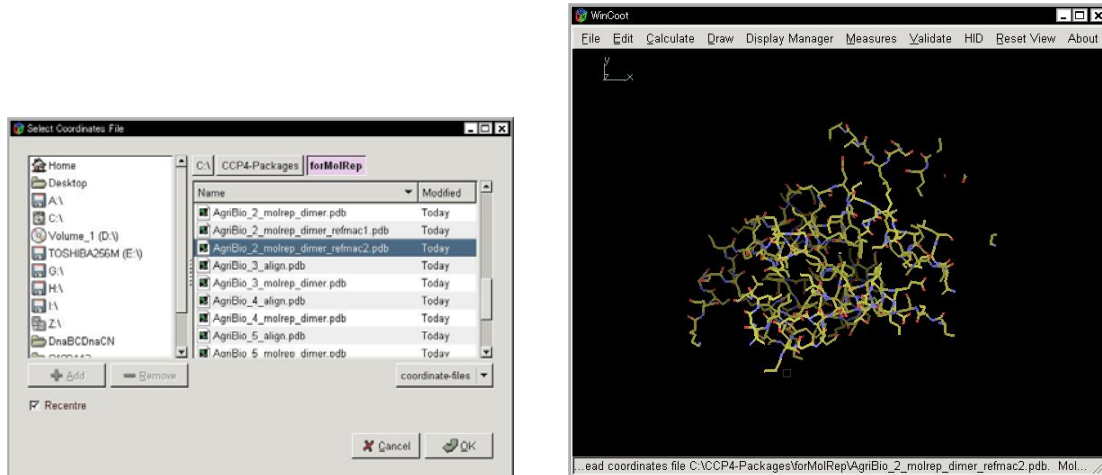 Select Coordinates File
Home
Desktop
A:\
C:\
Volume_1 (D:\)
TOSHIBA256M (E:\)
G:\
H:\
I:\
Z:\
DnaBCDnaCN
C:\ CCP4-Packages forMolRep
Name Modified
AgriBio_2_molrep_dimer.pdb Today
AgriBio_2_molrep_dimer_refmac1.pdb Today
AgriBio_2_molrep_dimer_refmac2.pdb Today
AgriBio_3_align.pdb Today
AgriBio_3_molrep_dimer.pdb Today
AgriBio_4_align.pdb Today
AgriBio_4_molrep_dimer.pdb Today
AgriBio_5_align.pdb Today
AgriBio_5_molrep_dimer.pdb Today
Add Remove coordinate-files
Recentre
Cancel OK
WinCoot
File Edit Calculate Draw Display Manager Measures Validate HID Reset View About
y
z x
...ead coordinates file C:\CCP4-Packages\forMolRep\AgriBio_2_molrep_dimer_refmac2.pdb. Mol...